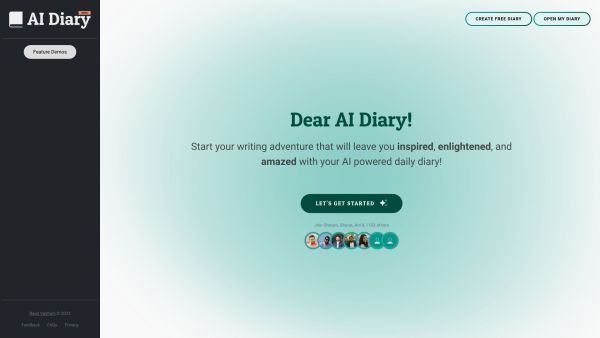 AI Diary
CREATE FREE DIARY
OPEN MY DIARY
Feature Demos
Dear AI Diary!
Start your writing adventure that will leave you inspired, enlightened, and
amazed with your AI powered daily diary!
LET'S GET STARTED
others
© 2023
Feedback
FAQs
Privacy